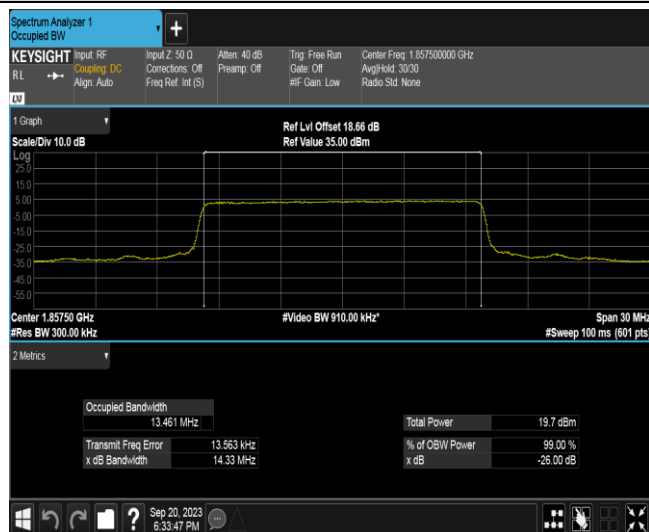 Spectrum Analyzer 1
Occupied BW
+
KEYSIGHT Input: RF Input Z: 50 Ω Atten: 40 dB Trig: Free Run Center Freq: 1.857500000 GHz
RL Coupling: DC Corrections: Off Preamp: Off Gate: Off Avg|Hold: 30/30
Align: Auto Freq Ref: Int (S) #IF Gain: Low Radio Std: None
LXI
1 Graph
Ref Lvl Offset 18.66 dB
Scale/Div 10.0 dB Ref Value 35.00 dBm
Log
25.0
15.0
5.00
-5.00
-15.0
-25.0
-35.0
-45.0
-55.0
Center 1.85750 GHz #Video BW 910.00 kHz* Span 30 MHz
#Res BW 300.00 kHz #Sweep 100 ms (601 pts)
2 Metrics
Occupied Bandwidth
13.461 MHz Total Power 19.7 dBm
Transmit Freq Error 13.563 kHz % of OBW Power 99.00 %
x dB Bandwidth 14.33 MHz x dB -26.00 dB
? Sep 20, 2023
6:33:47 PM